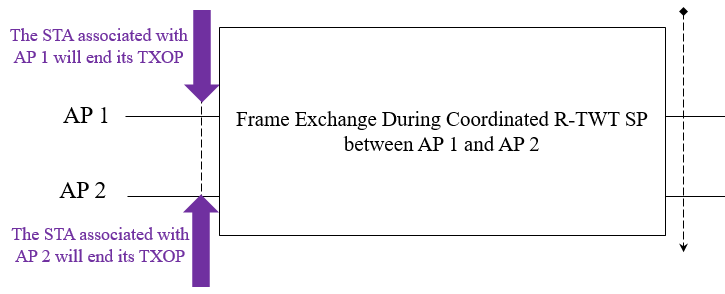 The STA associated with
AP 1 will end its TXOP
AP 1
Frame Exchange During Coordinated R-TWT SP
between AP 1 and AP 2
AP 2
The STA associated with
AP 2 will end its TXOP